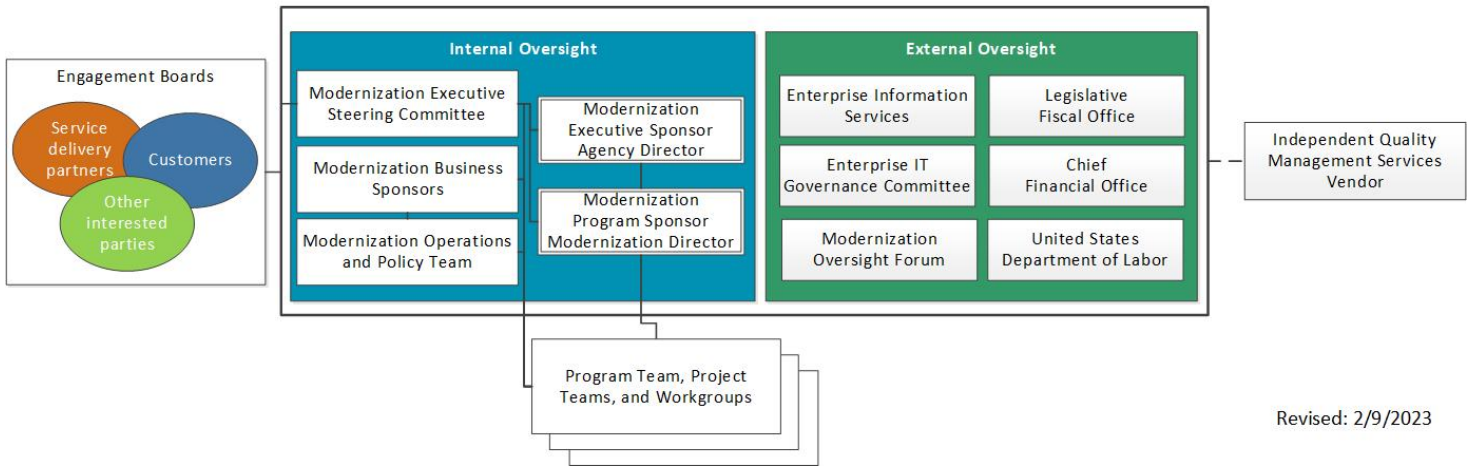 Engagement Boards
Service
delivery
partners
Customers
Other
interested
parties
Internal Oversight
Modernization Executive
Steering Committee
Modernization Business
Sponsors
Modernization Operations
and Policy Team
Modernization
Executive Sponsor
Agency Director
Modernization
Program Sponsor
Modernization Director
External Oversight
Enterprise Information
Services
Legislative
Fiscal Office
Enterprise IT
Governance Committee
Chief
Financial Office
Modernization
Oversight Forum
United States
Department of Labor
Independent Quality
Management Services
Vendor
Program Team, Project
Teams, and Workgroups
Revised: 2/9/2023